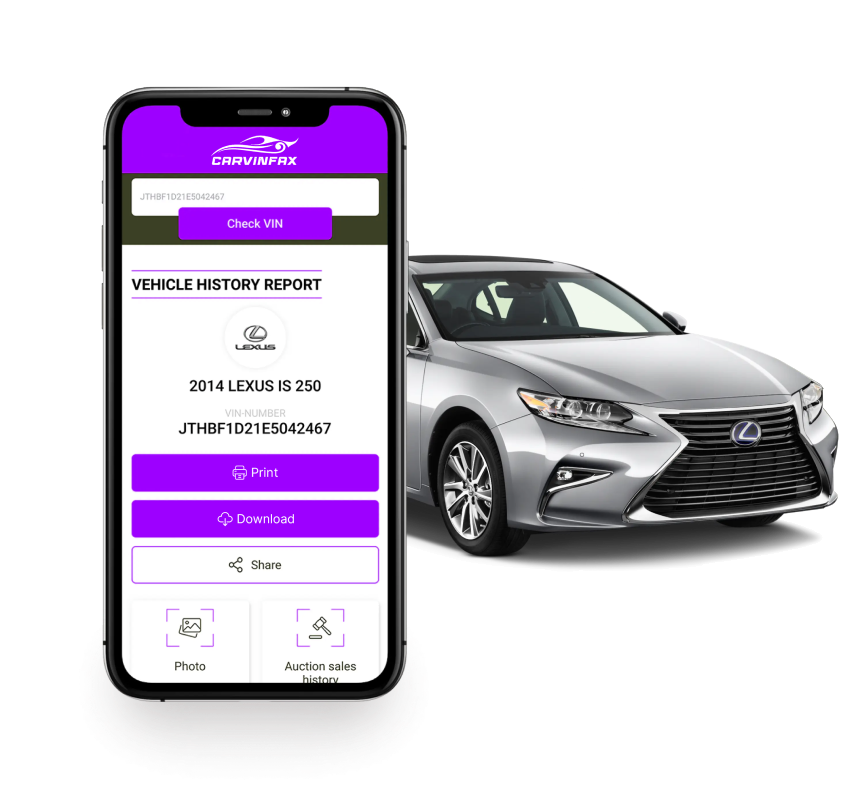 CARVINFAX
JTHBF1D21E5042467
Check VIN
VEHICLE HISTORY REPORT
LEXUS
2014 LEXUS IS 250
VIN-NUMBER
JTHBF1D21E5042467
Print
Download
Share
Photo
Auction sales
history